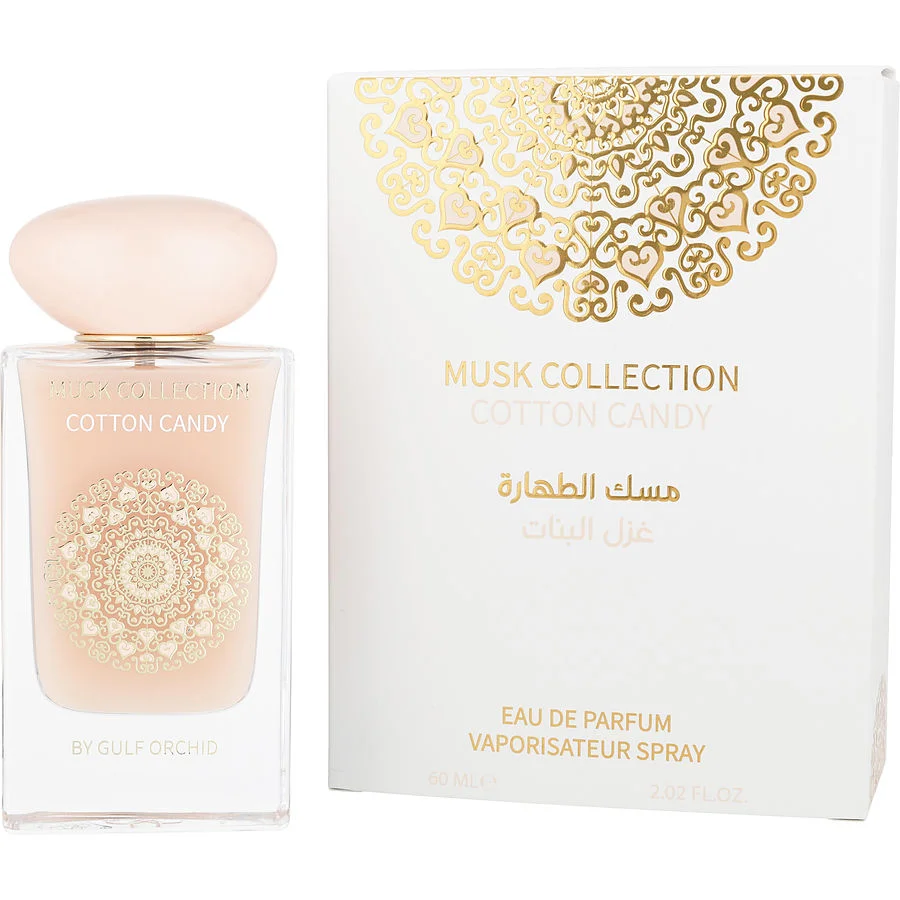 MUSK COLLECTION
COTTON CANDY
BY GULF ORCHID
MUSK COLLECTION
COTTON CANDY
مسك الطهارة
غزل البنات
EAU DE PARFUM
VAPORISATEUR SPRAY
60 ML℮
2.02 FL.OZ.